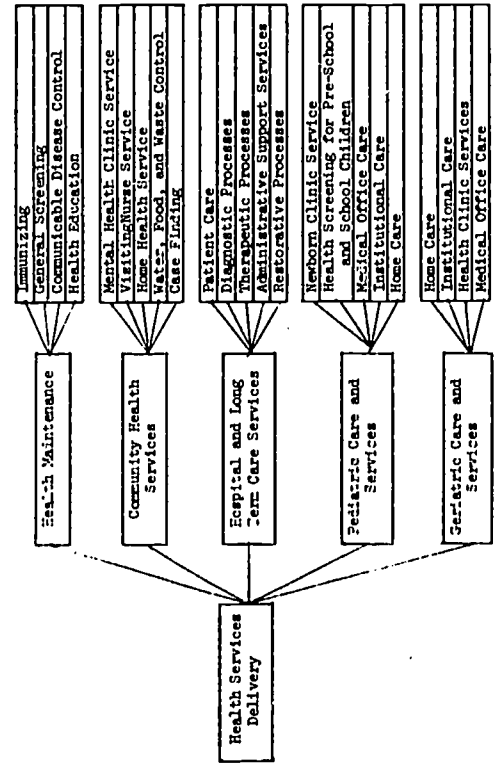 Health Services
Delivery
Health Maintenance
Immunizing
General Screening
Communicable Disease Control
Health Education
Community Health
Services
Mental Health Clinic Service
VisitingNurse Service
Home Health Service
Water, Food, and Waste Control
Case Finding
Hospital and Long
Term Care Services
Patient Care
Diagnostic Processes
Therapeutic Processes
Administrative Support Services
Restorative Processes
Pediatric Care and
Services
Newborn Clinic Service
Health Screening for Pre-School
and School Children
Medical Office Care
Institutional Care
Home Care
Geriatric Care and
Services
Home Care
Institutional Care
Health Clinic Services
Medical Office Care